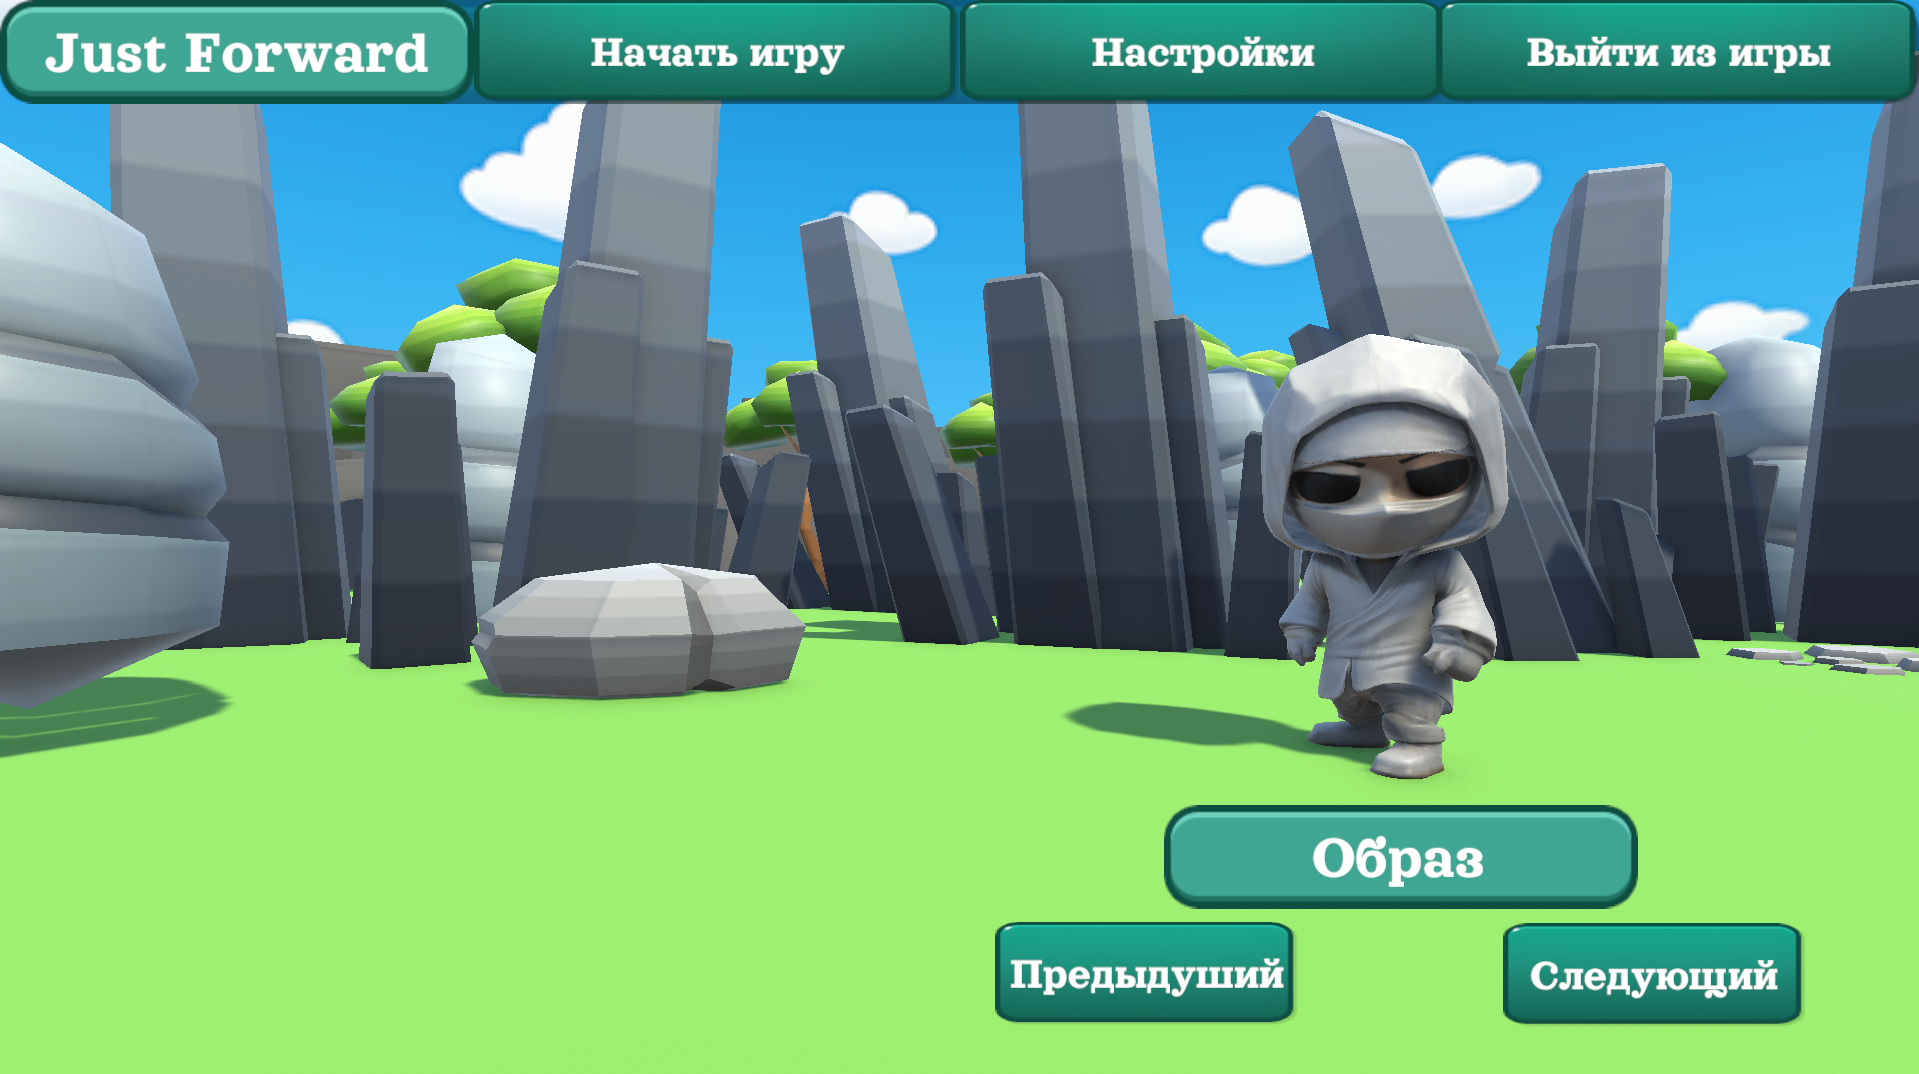 Just Forward
Начать игру
Настройки
Выйти из игры
Образ
Предыдуший
Следующий